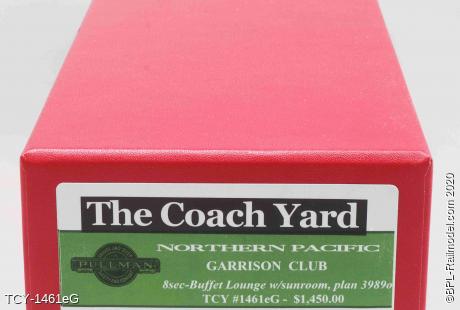 The Coach Yard
NORTHERN PACIFIC
PULLMAN
GARRISON CLUB
8sec-Buffet Lounge w/sunroom, plan 3989o
TCY #1461eG - $1,450.00
TCY-1461eG
©BPL-Railmodel.com 2020